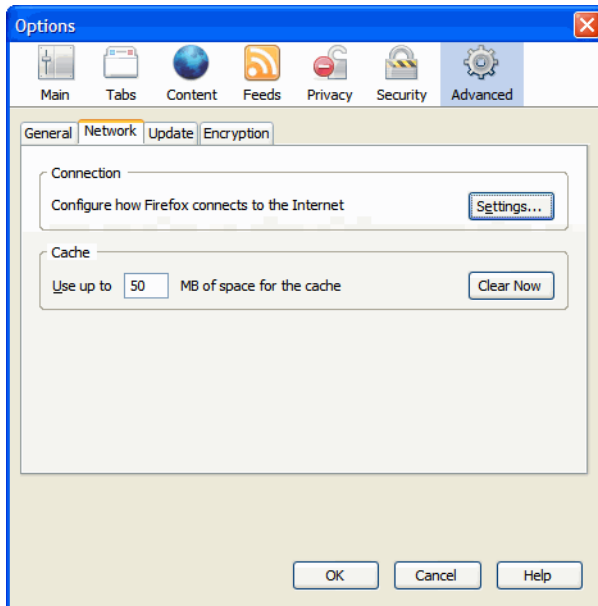 Options
Main Tabs Content Feeds Privacy Security Advanced
General Network Update Encryption
Connection
Configure how Firefox connects to the Internet Settings...
Cache
Use up to 50 MB of space for the cache Clear Now
OK Cancel Help